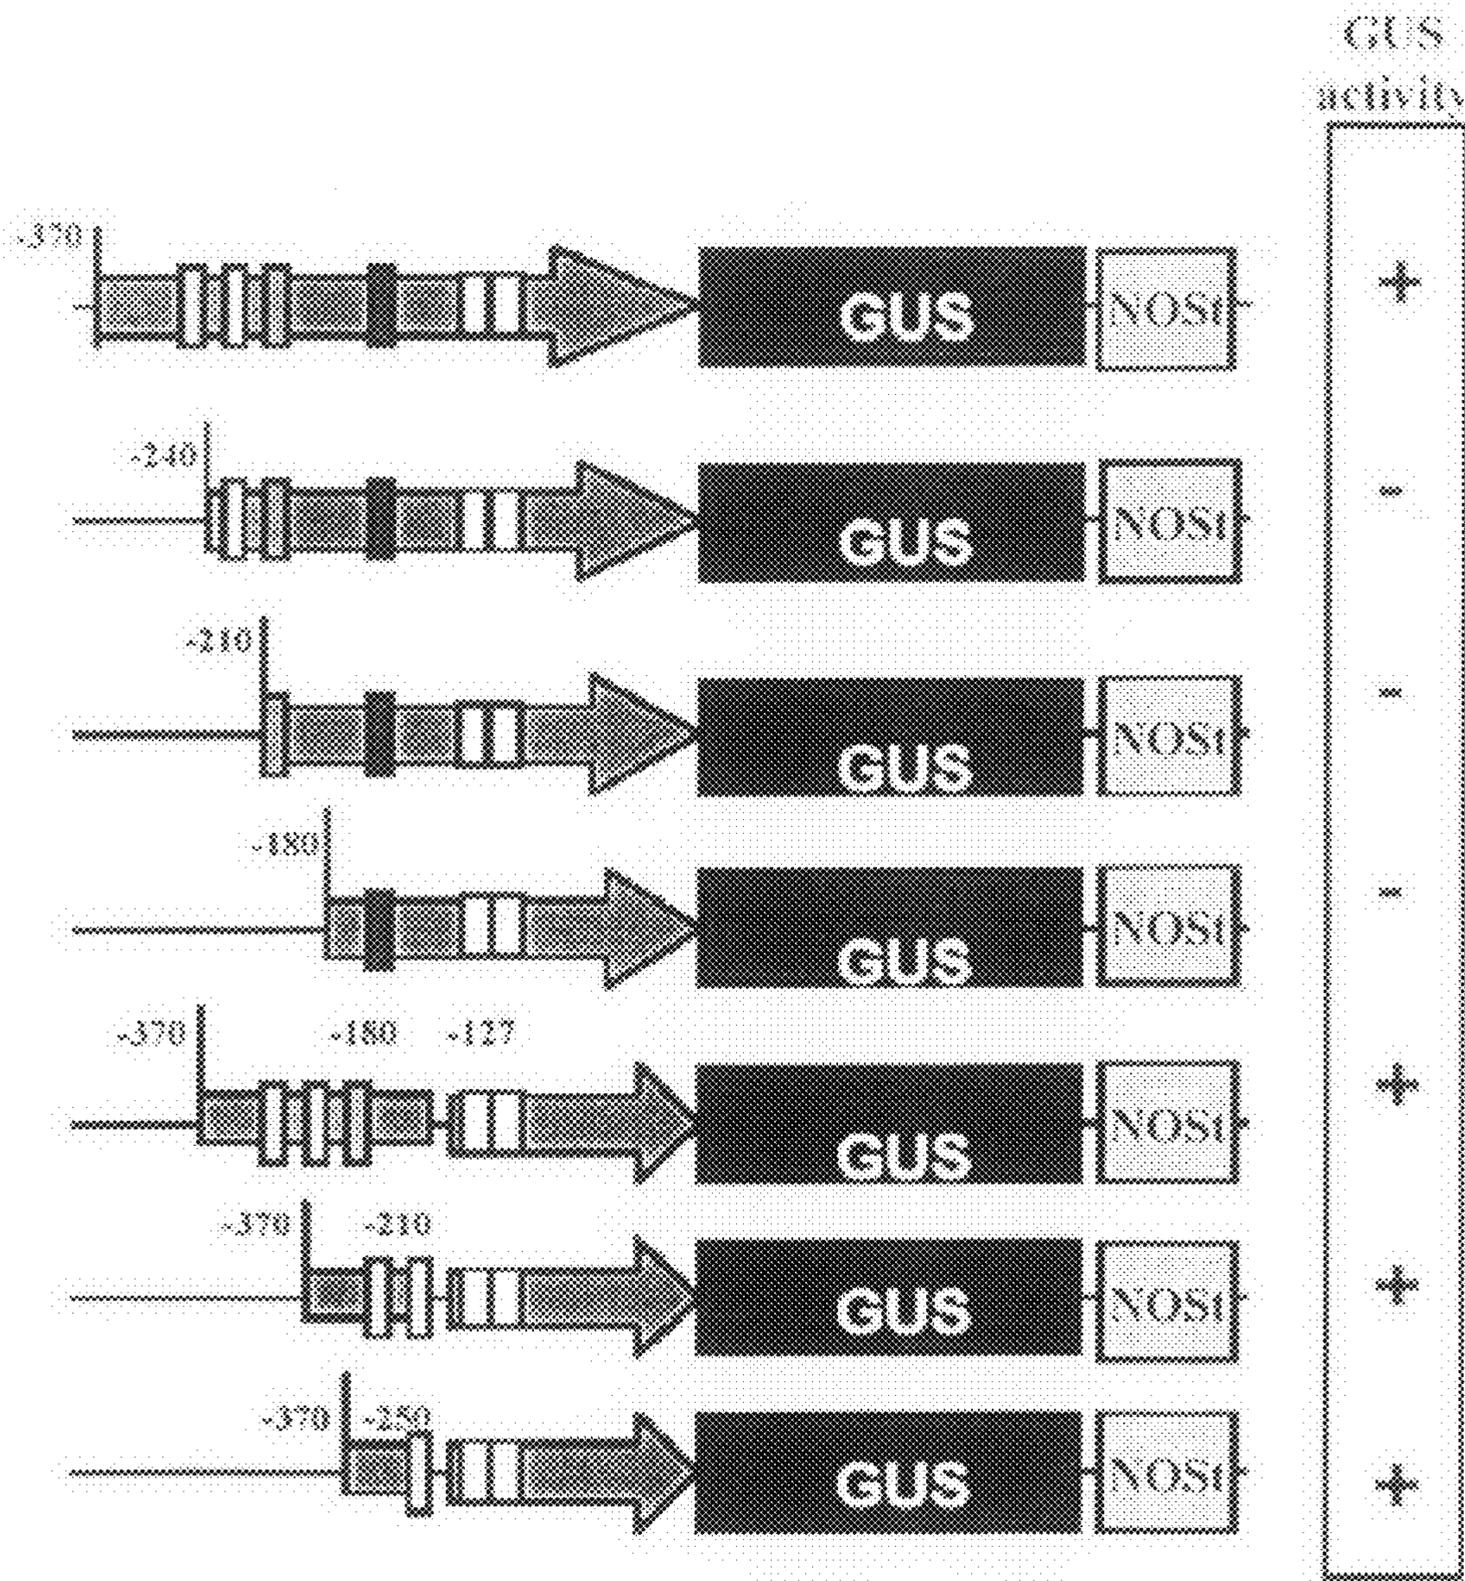 GUS
activity
-370
GUS
NOSt
+
-240
GUS
NOSt
-
-210
GUS
NOSt
-
-180
GUS
NOSt
-
-370 -180 -127
GUS
NOSt
+
-370 -210
GUS
NOSt
+
-370 -250
GUS
NOSt
+